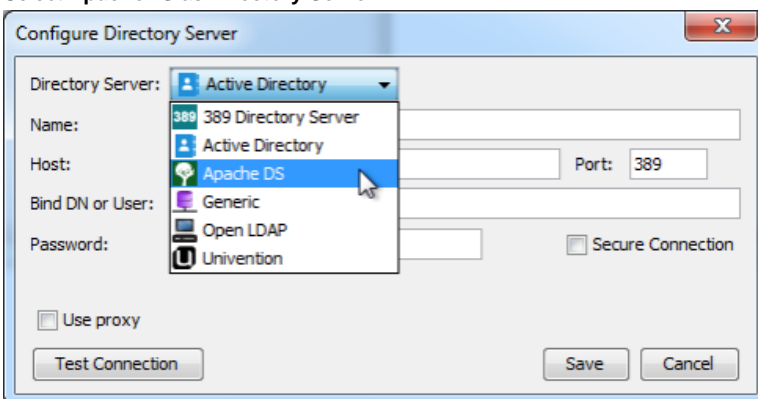 Configure Directory Server
Directory Server: Active Directory
389 389 Directory Server
Name:
Active Directory
Host:
Apache DS
Port: 389
Bind DN or User:
Generic
Open LDAP
Password:
Secure Connection
Univention
Use proxy
Test Connection
Save
Cancel